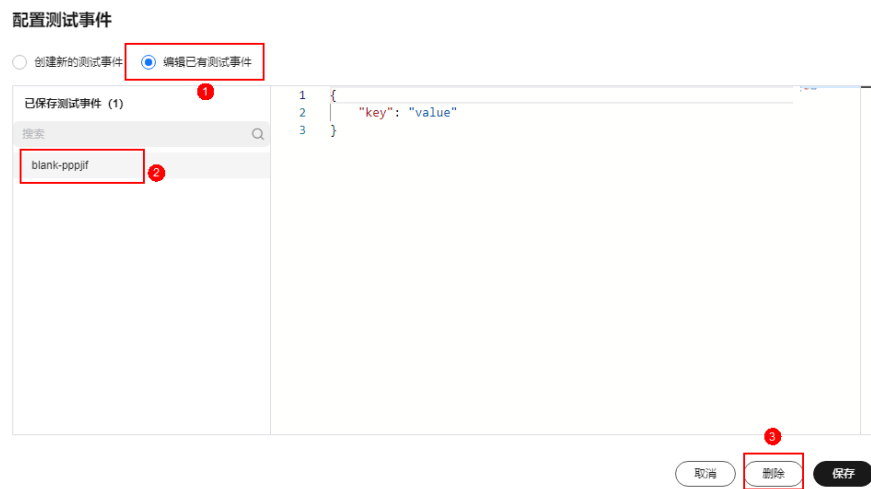 配置测试事件
创建新的测试事件 编辑已有测试事件
1
已保存测试事件 (1)
搜索
blank-pppjif
2
1 {
2 "key": "value"
3 }
3
取消 删除 保存